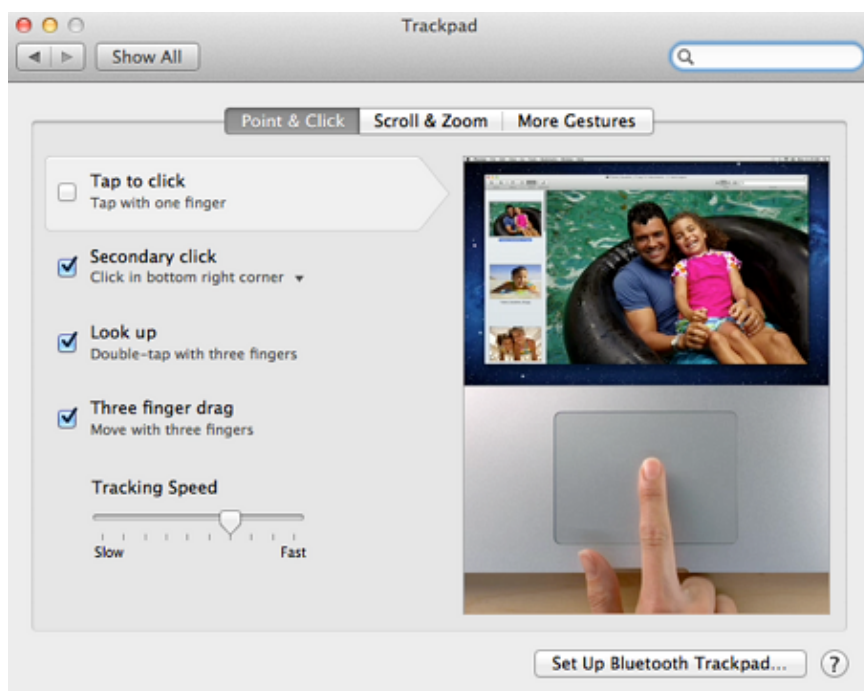 Trackpad
Show All
Point & Click
Scroll & Zoom
More Gestures
Tap to click
Tap with one finger
Secondary click
Click in bottom right corner
Look up
Double-tap with three fingers
Three finger drag
Move with three fingers
Tracking Speed
Slow
Fast
Set Up Bluetooth Trackpad...
?